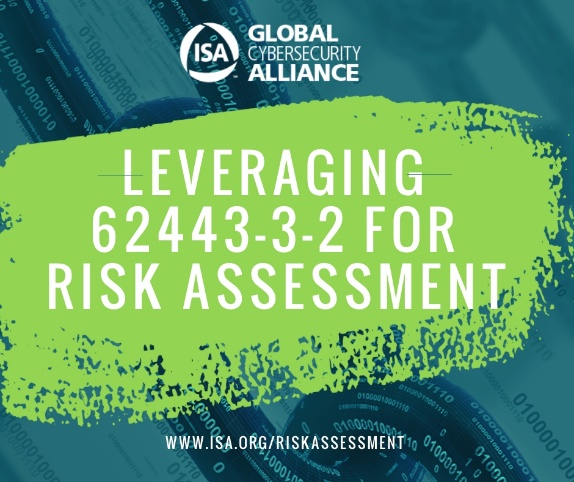 ISA
GLOBAL
CYBERSECURITY
ALLIANCE
LEVERAGING
62443-3-2 FOR
RISK ASSESSMENT
WWW.ISA.ORG/RISKASSESSMENT